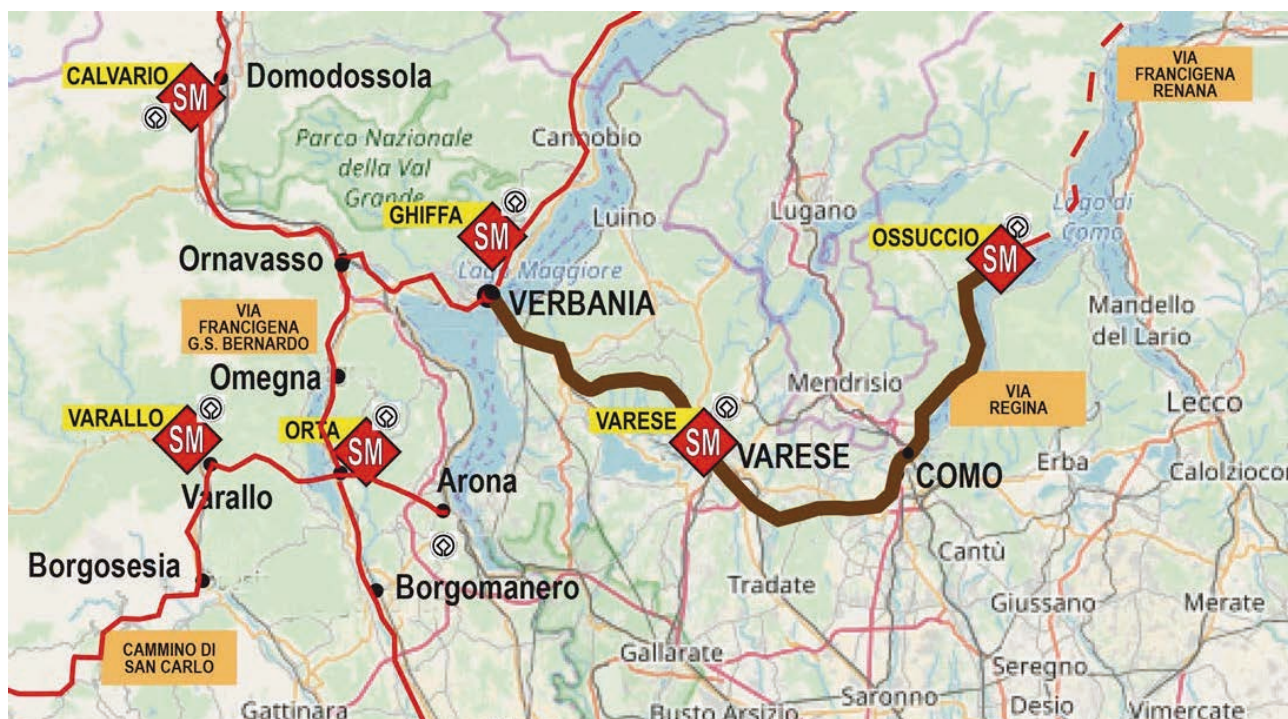 CALVARIO
SM
Domodossola
Parco Nazionale
della Val
Grande
Cannobio
VIA
FRANCIGENA
RENANA
GHIFFA
SM
Luino
Lugano
OSSUCCIO
SM
Lago di
Como
Ornavasso
Lago Maggiore
VERBANIA
Mandello
del Lario
VIA
FRANCIGENA
G.S. BERNARDO
Omegna
Mendrisio
VIA
REGINA
Lecco
VARALLO
SM
ORTA
SM
VARESE
SM
VARESE
Arona
COMO
Erba
Calolziocor
Varallo
Cantù
Borgosesia
Borgomanero
Tradate
Giussano
Merate
CAMMINO DI
SAN CARLO
Gallarate
Seregno
Saronno
Desio
Gattinara
Busto Arsizio
Vimercate